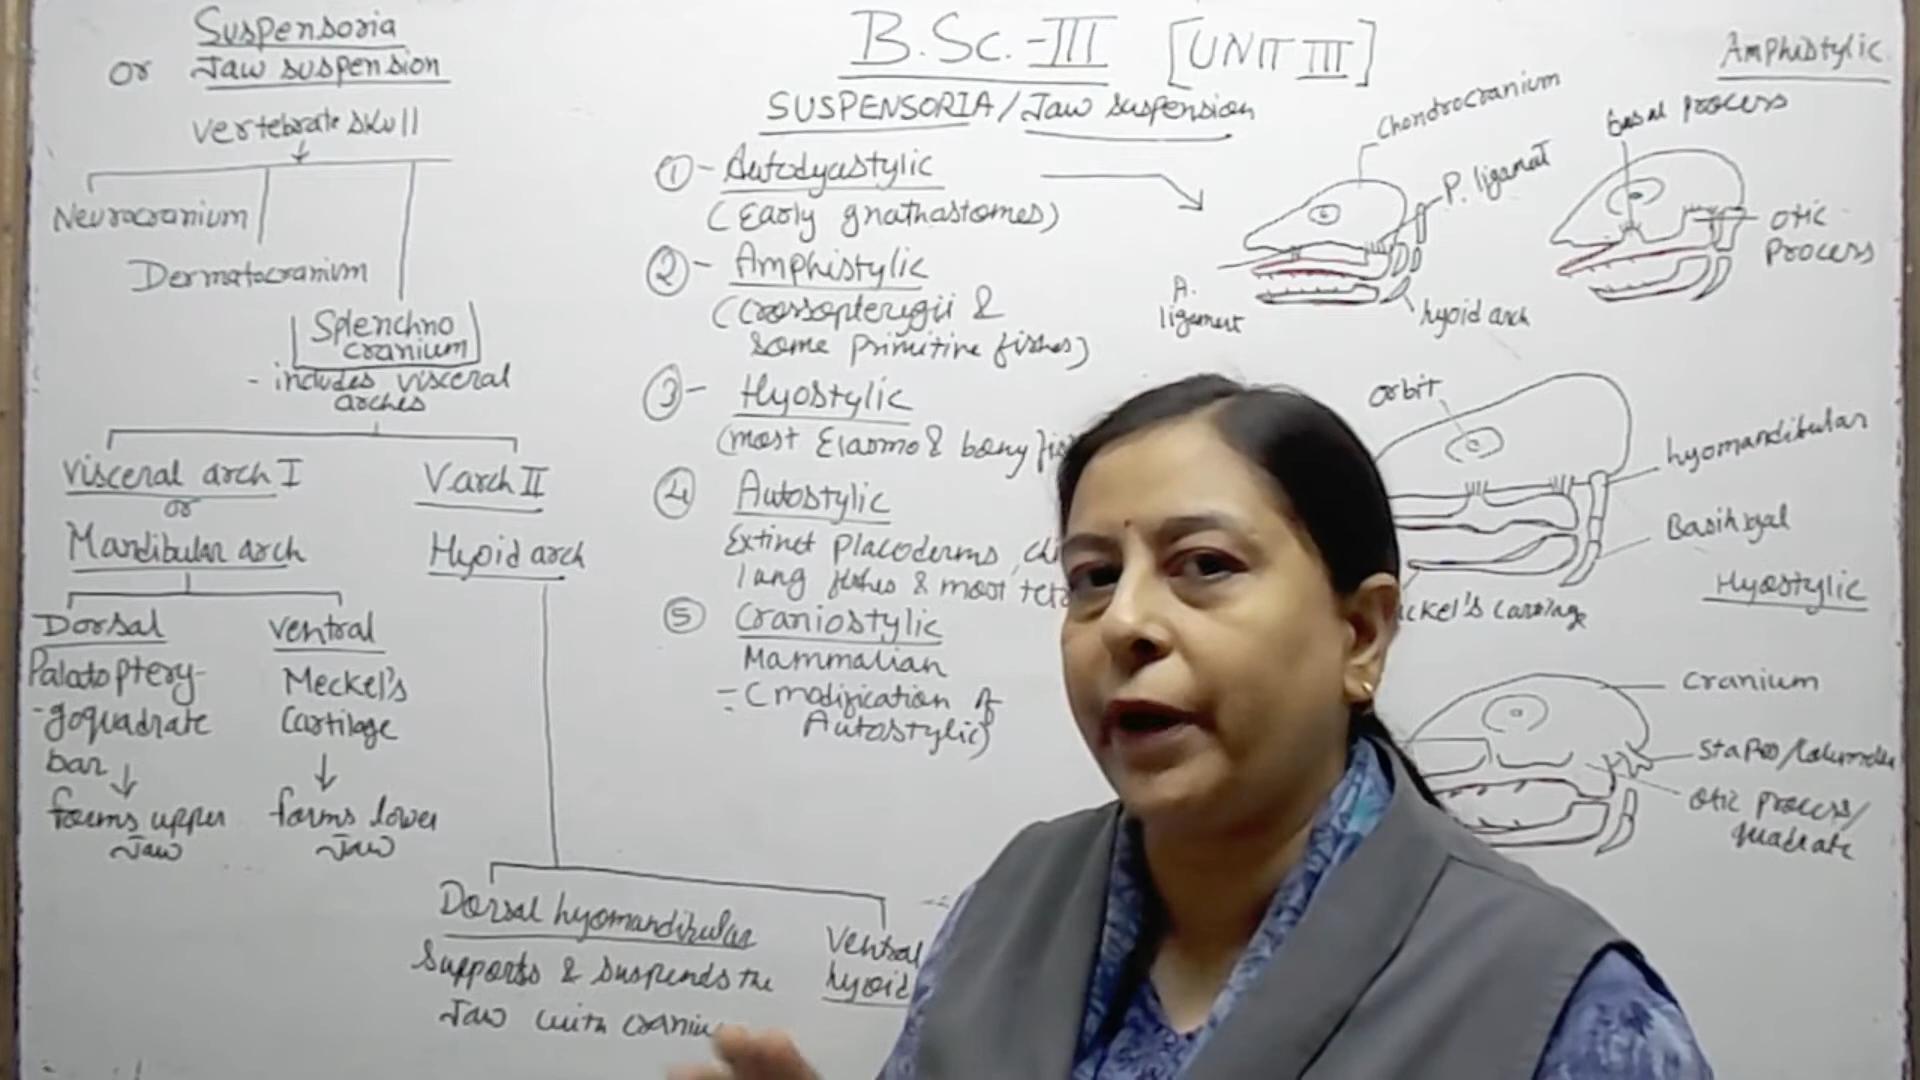 Suspensoria
or Jaw suspension
Vertebrate skull
Neurocranium
Dermatocranium
Splenchno
cranium
- includes visceral
arches
Visceral arch I
or
Mandibular arch
V. arch II
Hyoid arch
Dorsal
Palatoptery-
-goquadrate
bar
forms upper
Jaw
Ventral
Meckel's
Cartilage
forms lower
Jaw
Dorsal hyomandibular
supports & suspends the
Jaw with
Ventral
hyoid
B.Sc.-III [UNIT III]
SUSPENSORIA/Jaw suspension
1 - Autodyastylic
(Early gnathastomes)
2 - Amphistylic
(Crossopterygii &
some primitive fishes)
3 - Hyostylic
(most Elasmo & bony
4 Autostylic
Extinct placoderms,
lung fishes & most
5 Craniostylic
Mammalian
- (modification of
Autostylic)
Chondrocranium
P. ligament
A.
ligament
hyoid arch
Amphistylic
Basal process
otic
process
orbit
hyomandibular
Basihyal
Hyostylic
cartilage
cranium
stapes/
otic process/
quadrate